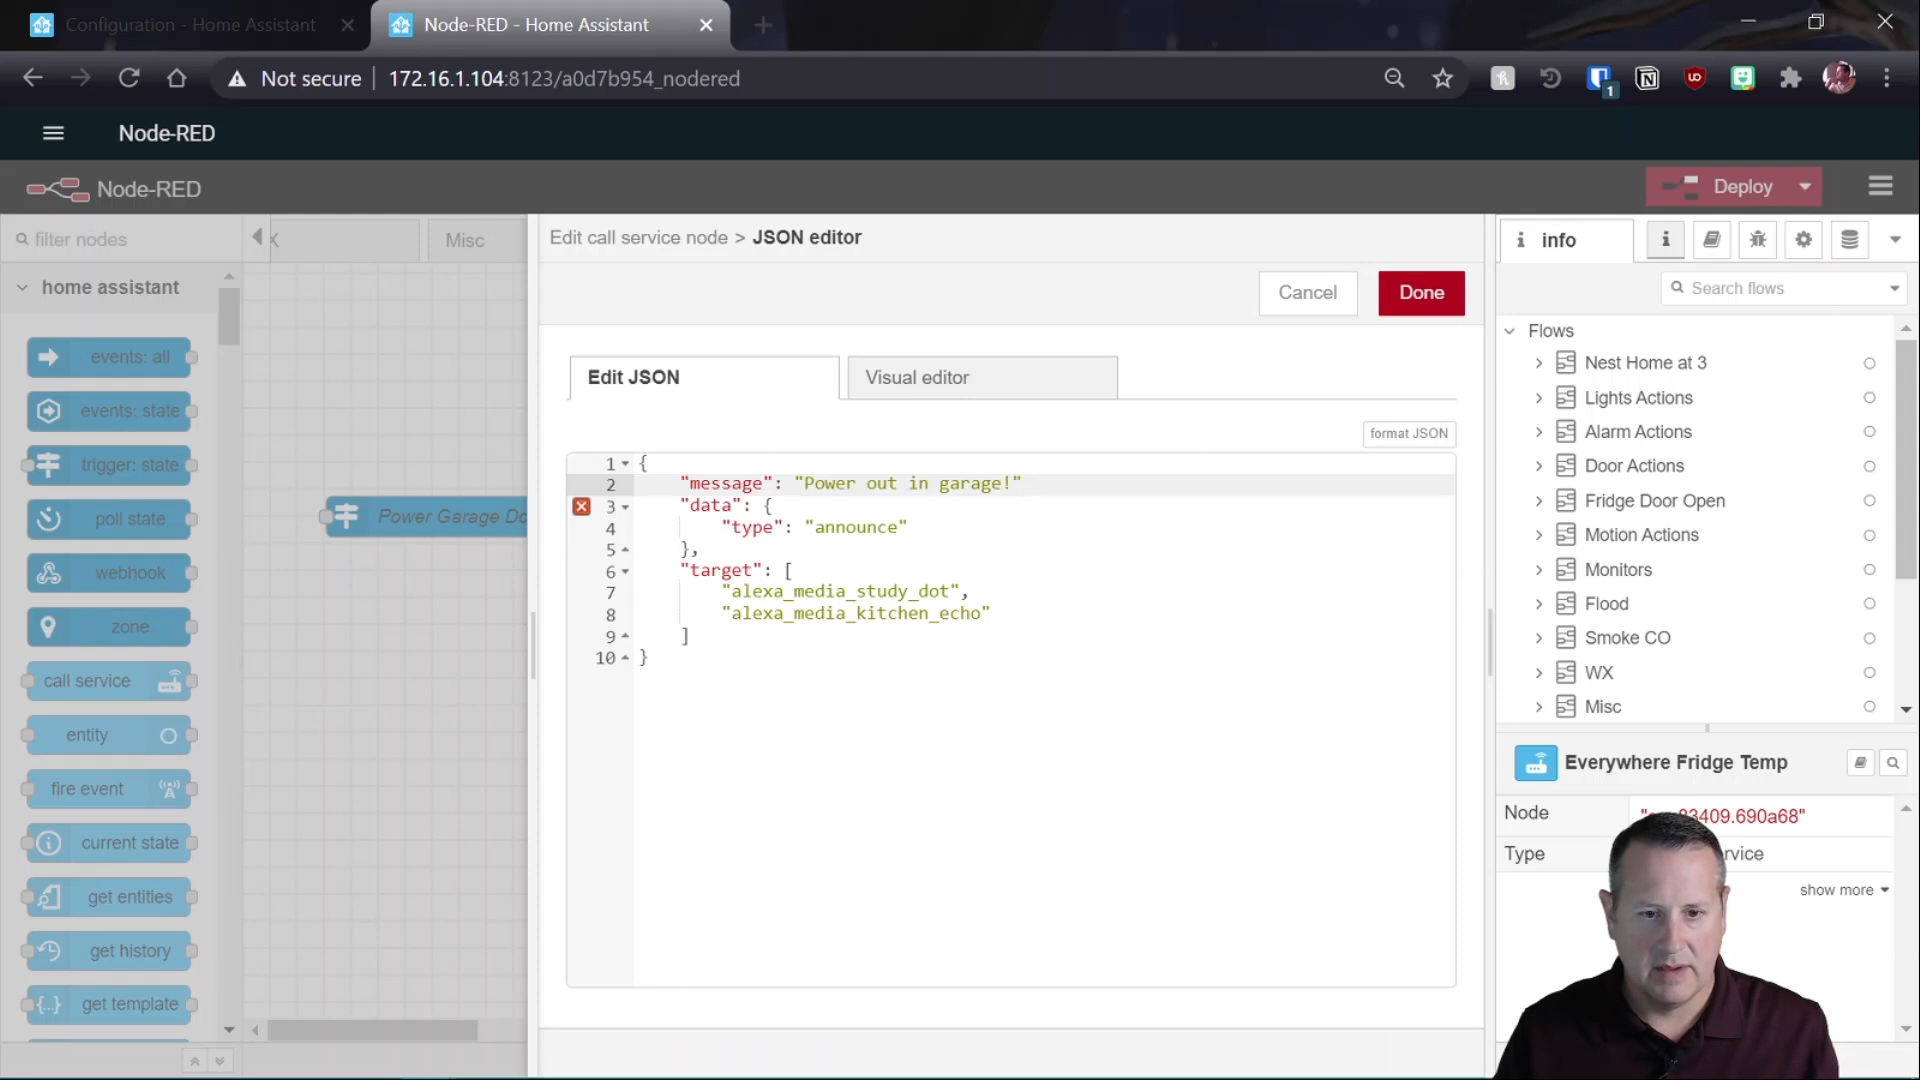 Configuration - Home Assistant
Node-RED - Home Assistant
Not secure
172.16.1.104:8123/a0d7b954_nodered
1
Node-RED
Node-RED
Deploy
filter nodes
X
Misc
home assistant
events: all
events: state
trigger: state
poll state
webhook
zone
call service
entity
fire event
current state
get entities
get history
get template
Power Garage Do
Edit call service node > JSON editor
Cancel
Done
Edit JSON
Visual editor
format JSON
1 {
2 "message": "Power out in garage!"
3 "data": {
4 "type": "announce"
5 },
6 "target": [
7 "alexa_media_study_dot",
8 "alexa_media_kitchen_echo"
9 ]
10 }
info
Search flows
Flows
Nest Home at 3
Lights Actions
Alarm Actions
Door Actions
Fridge Door Open
Motion Actions
Monitors
Flood
Smoke CO
WX
Misc
Everywhere Fridge Temp
Node
3409.690a68"
Type
rvice
show more